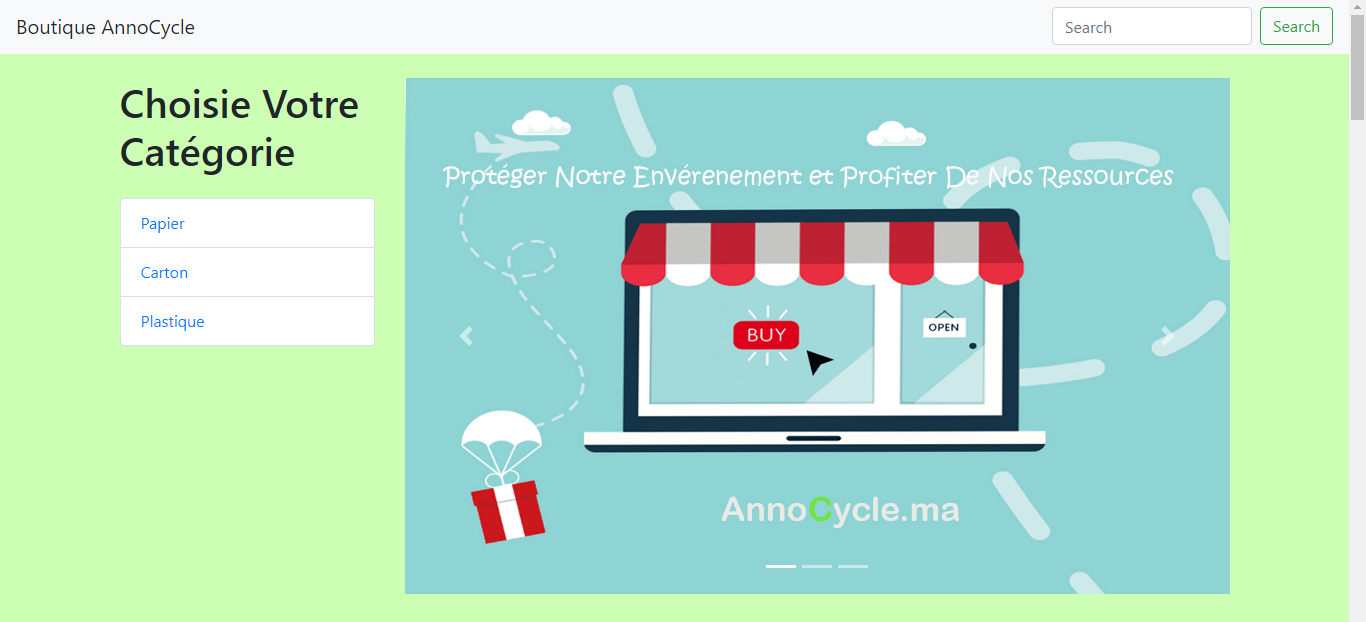 Boutique AnnoCycle
Search
Search
Choisie Votre
Catégorie
Papier
Carton
Plastique
Protéger Notre Envérenement et Profiter De Nos Ressources
BUY
OPEN
AnnoCycle.ma